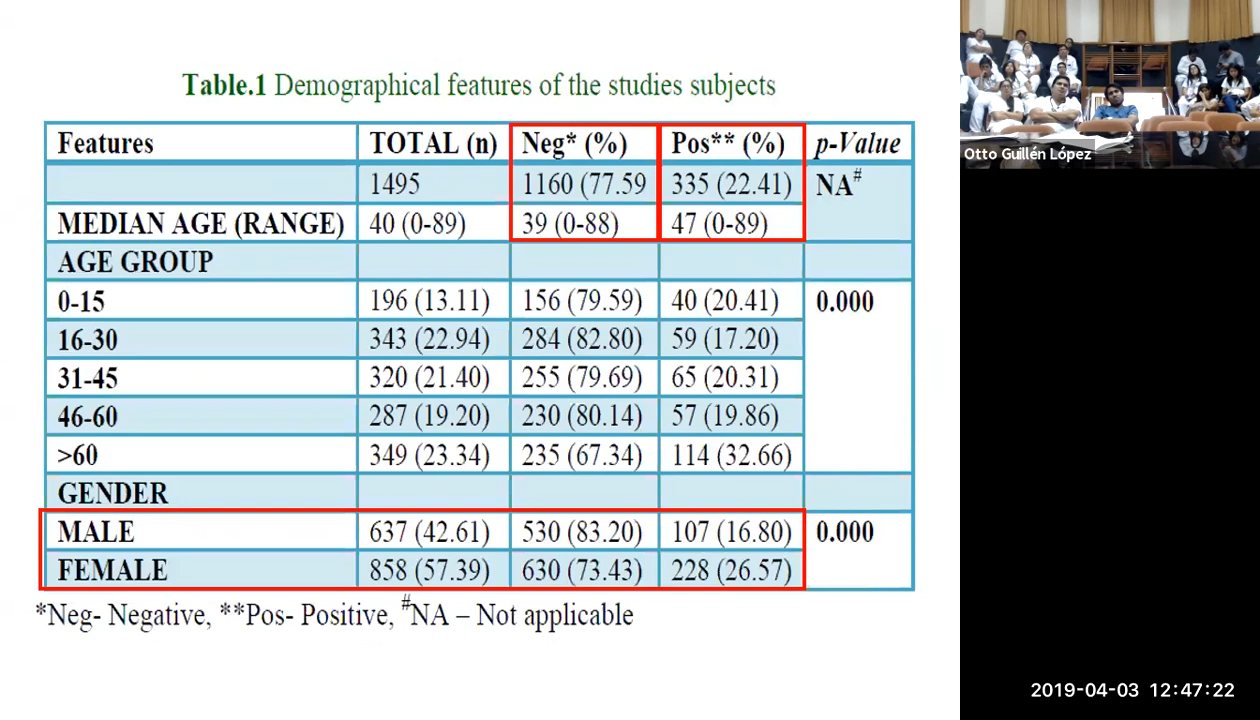 Table.1 Demographical features of the studies subjects
Features TOTAL (n) Neg* (%) Pos** (%) p-Value
1495 1160 (77.59 335 (22.41) NA#
MEDIAN AGE (RANGE) 40 (0-89) 39 (0-88) 47 (0-89)
AGE GROUP
0-15 196 (13.11) 156 (79.59) 40 (20.41) 0.000
16-30 343 (22.94) 284 (82.80) 59 (17.20)
31-45 320 (21.40) 255 (79.69) 65 (20.31)
46-60 287 (19.20) 230 (80.14) 57 (19.86)
>60 349 (23.34) 235 (67.34) 114 (32.66)
GENDER
MALE 637 (42.61) 530 (83.20) 107 (16.80) 0.000
FEMALE 858 (57.39) 630 (73.43) 228 (26.57)
*Neg- Negative, **Pos- Positive, #NA – Not applicable
Otto Guillén López
2019-04-03 12:47:22